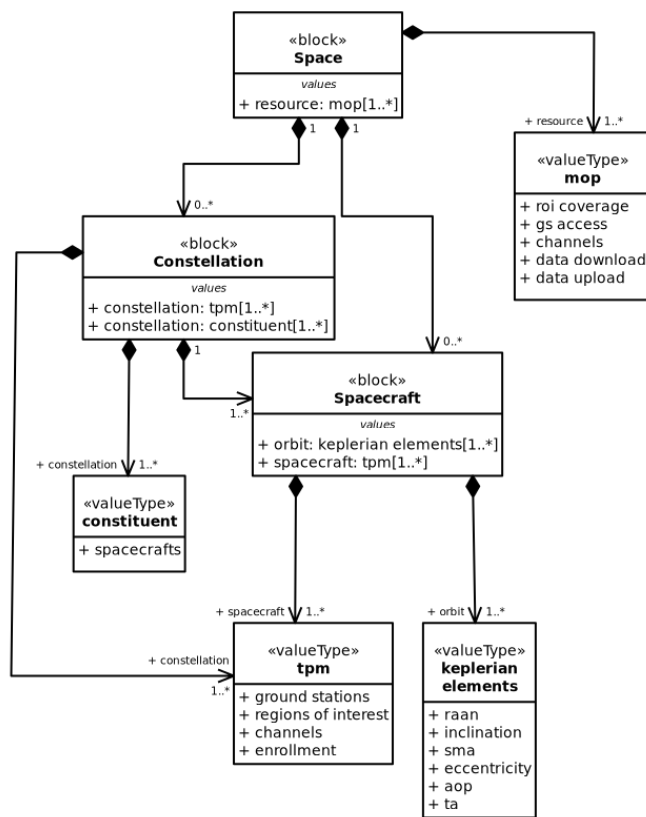 «block»
Space
values
+ resource: mop[1..*]
1
1
+ resource
1..*
«valueType»
mop
+ roi coverage
+ gs access
+ channels
+ data download
+ data upload
0..*
«block»
Constellation
values
+ constellation: tpm[1..*]
+ constellation: constituent[1..*]
1
0..*
1..*
«block»
Spacecraft
values
+ orbit: keplerian elements[1..*]
+ spacecraft: tpm[1..*]
+ constellation
1..*
«valueType»
constituent
+ spacecrafts
+ spacecraft
1..*
+ orbit
1..*
+ constellation
1..*
«valueType»
tpm
+ ground stations
+ regions of interest
+ channels
+ enrollment
«valueType»
keplerian
elements
+ raan
+ inclination
+ sma
+ eccentricity
+ aop
+ ta